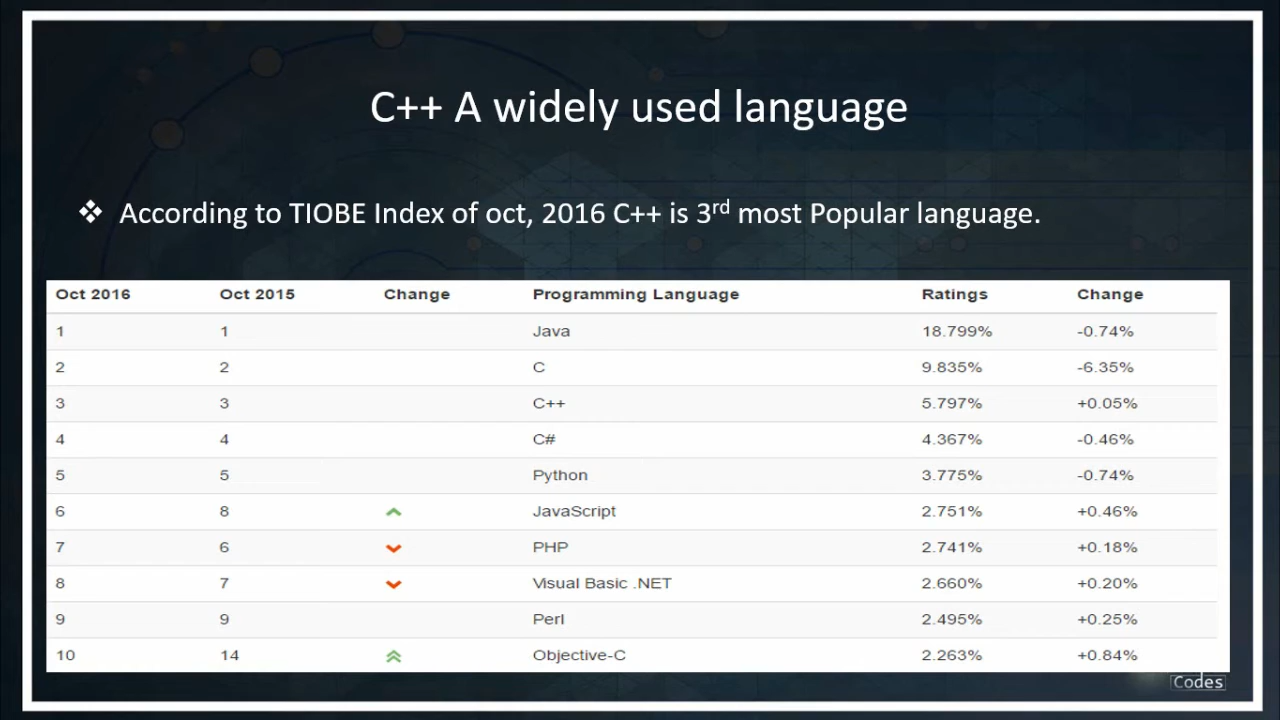 C++ A widely used language
❖ According to TIOBE Index of oct, 2016 C++ is 3rd most Popular language.
Oct 2016 Oct 2015 Change Programming Language Ratings Change
1 1 Java 18.799% -0.74%
2 2 C 9.835% -6.35%
3 3 C++ 5.797% +0.05%
4 4 C# 4.367% -0.46%
5 5 Python 3.775% -0.74%
6 8 JavaScript 2.751% +0.46%
7 6 PHP 2.741% +0.18%
8 7 Visual Basic .NET 2.660% +0.20%
9 9 Perl 2.495% +0.25%
10 14 Objective-C 2.263% +0.84%
Codes